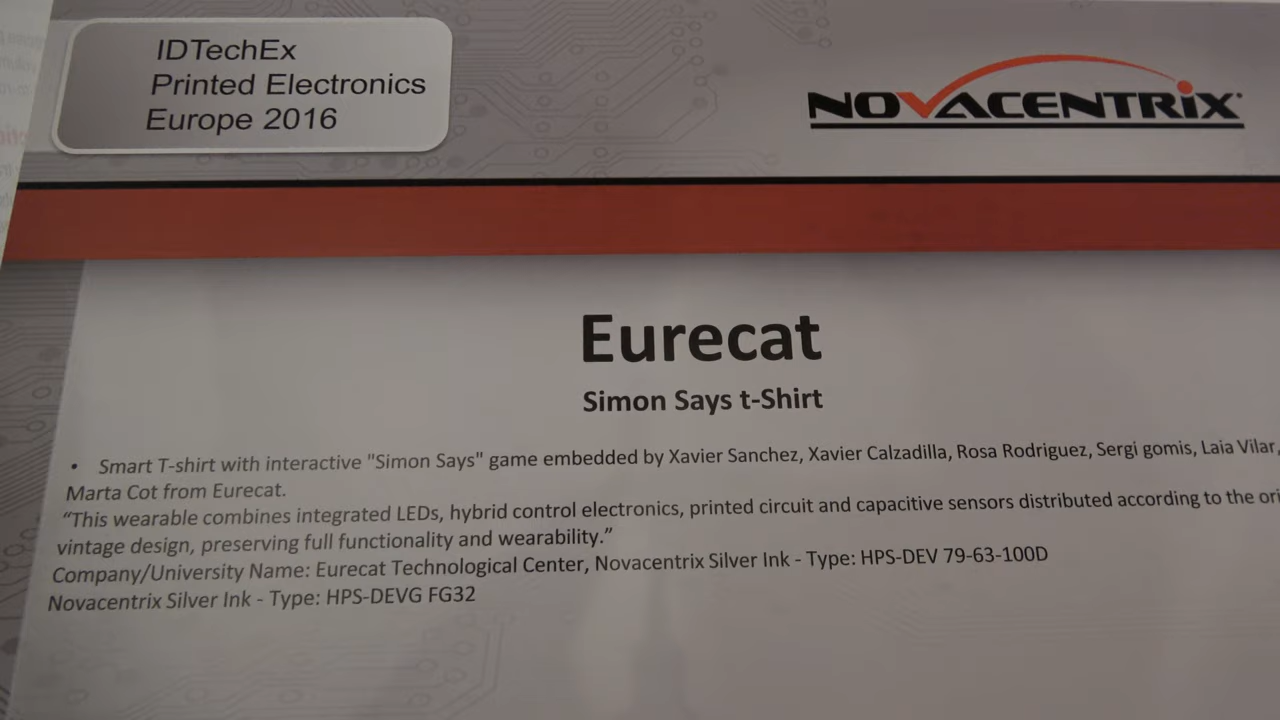 IDTechEx
Printed Electronics
Europe 2016
NOVACENTRIX
Eurecat
Simon Says t-Shirt
• Smart T-shirt with interactive "Simon Says" game embedded by Xavier Sanchez, Xavier Calzadilla, Rosa Rodriguez, Sergi gomis, Laia Vilar,
Marta Cot from Eurecat.
“This wearable combines integrated LEDs, hybrid control electronics, printed circuit and capacitive sensors distributed according to the
vintage design, preserving full functionality and wearability.”
Company/University Name: Eurecat Technological Center, Novacentrix Silver Ink - Type: HPS-DEV 79-63-100D
Novacentrix Silver Ink - Type: HPS-DEVG FG32